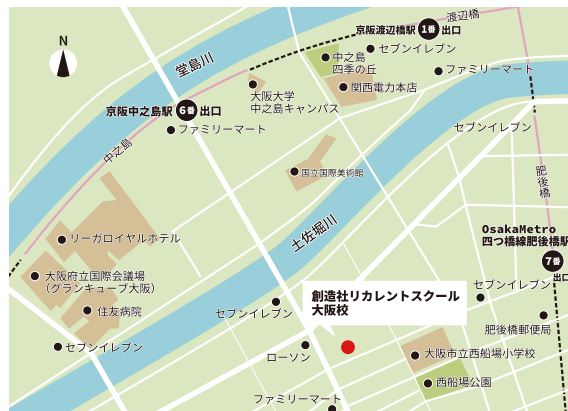 渡辺橋
京阪渡辺橋駅 1番 出口
N
セブンイレブン
堂島川
中之島
四季の丘
ファミリーマート
関西電力本店
大阪大学
中之島キャンパス
京阪中之島駅 6番 出口
ファミリーマート
セブンイレブン
中之島
国立国際美術館
肥後橋
土佐堀川
OsakaMetro
四つ橋線肥後橋駅
リーガロイヤルホテル
7番
出口
大阪府立国際会議場
(グランキューブ大阪)
セブンイレブン
創造社リカレントスクール
大阪校
住友病院
セブンイレブン
肥後橋郵便局
セブンイレブン
ローソン
大阪市立西船場小学校
西船場公園
ファミリーマート